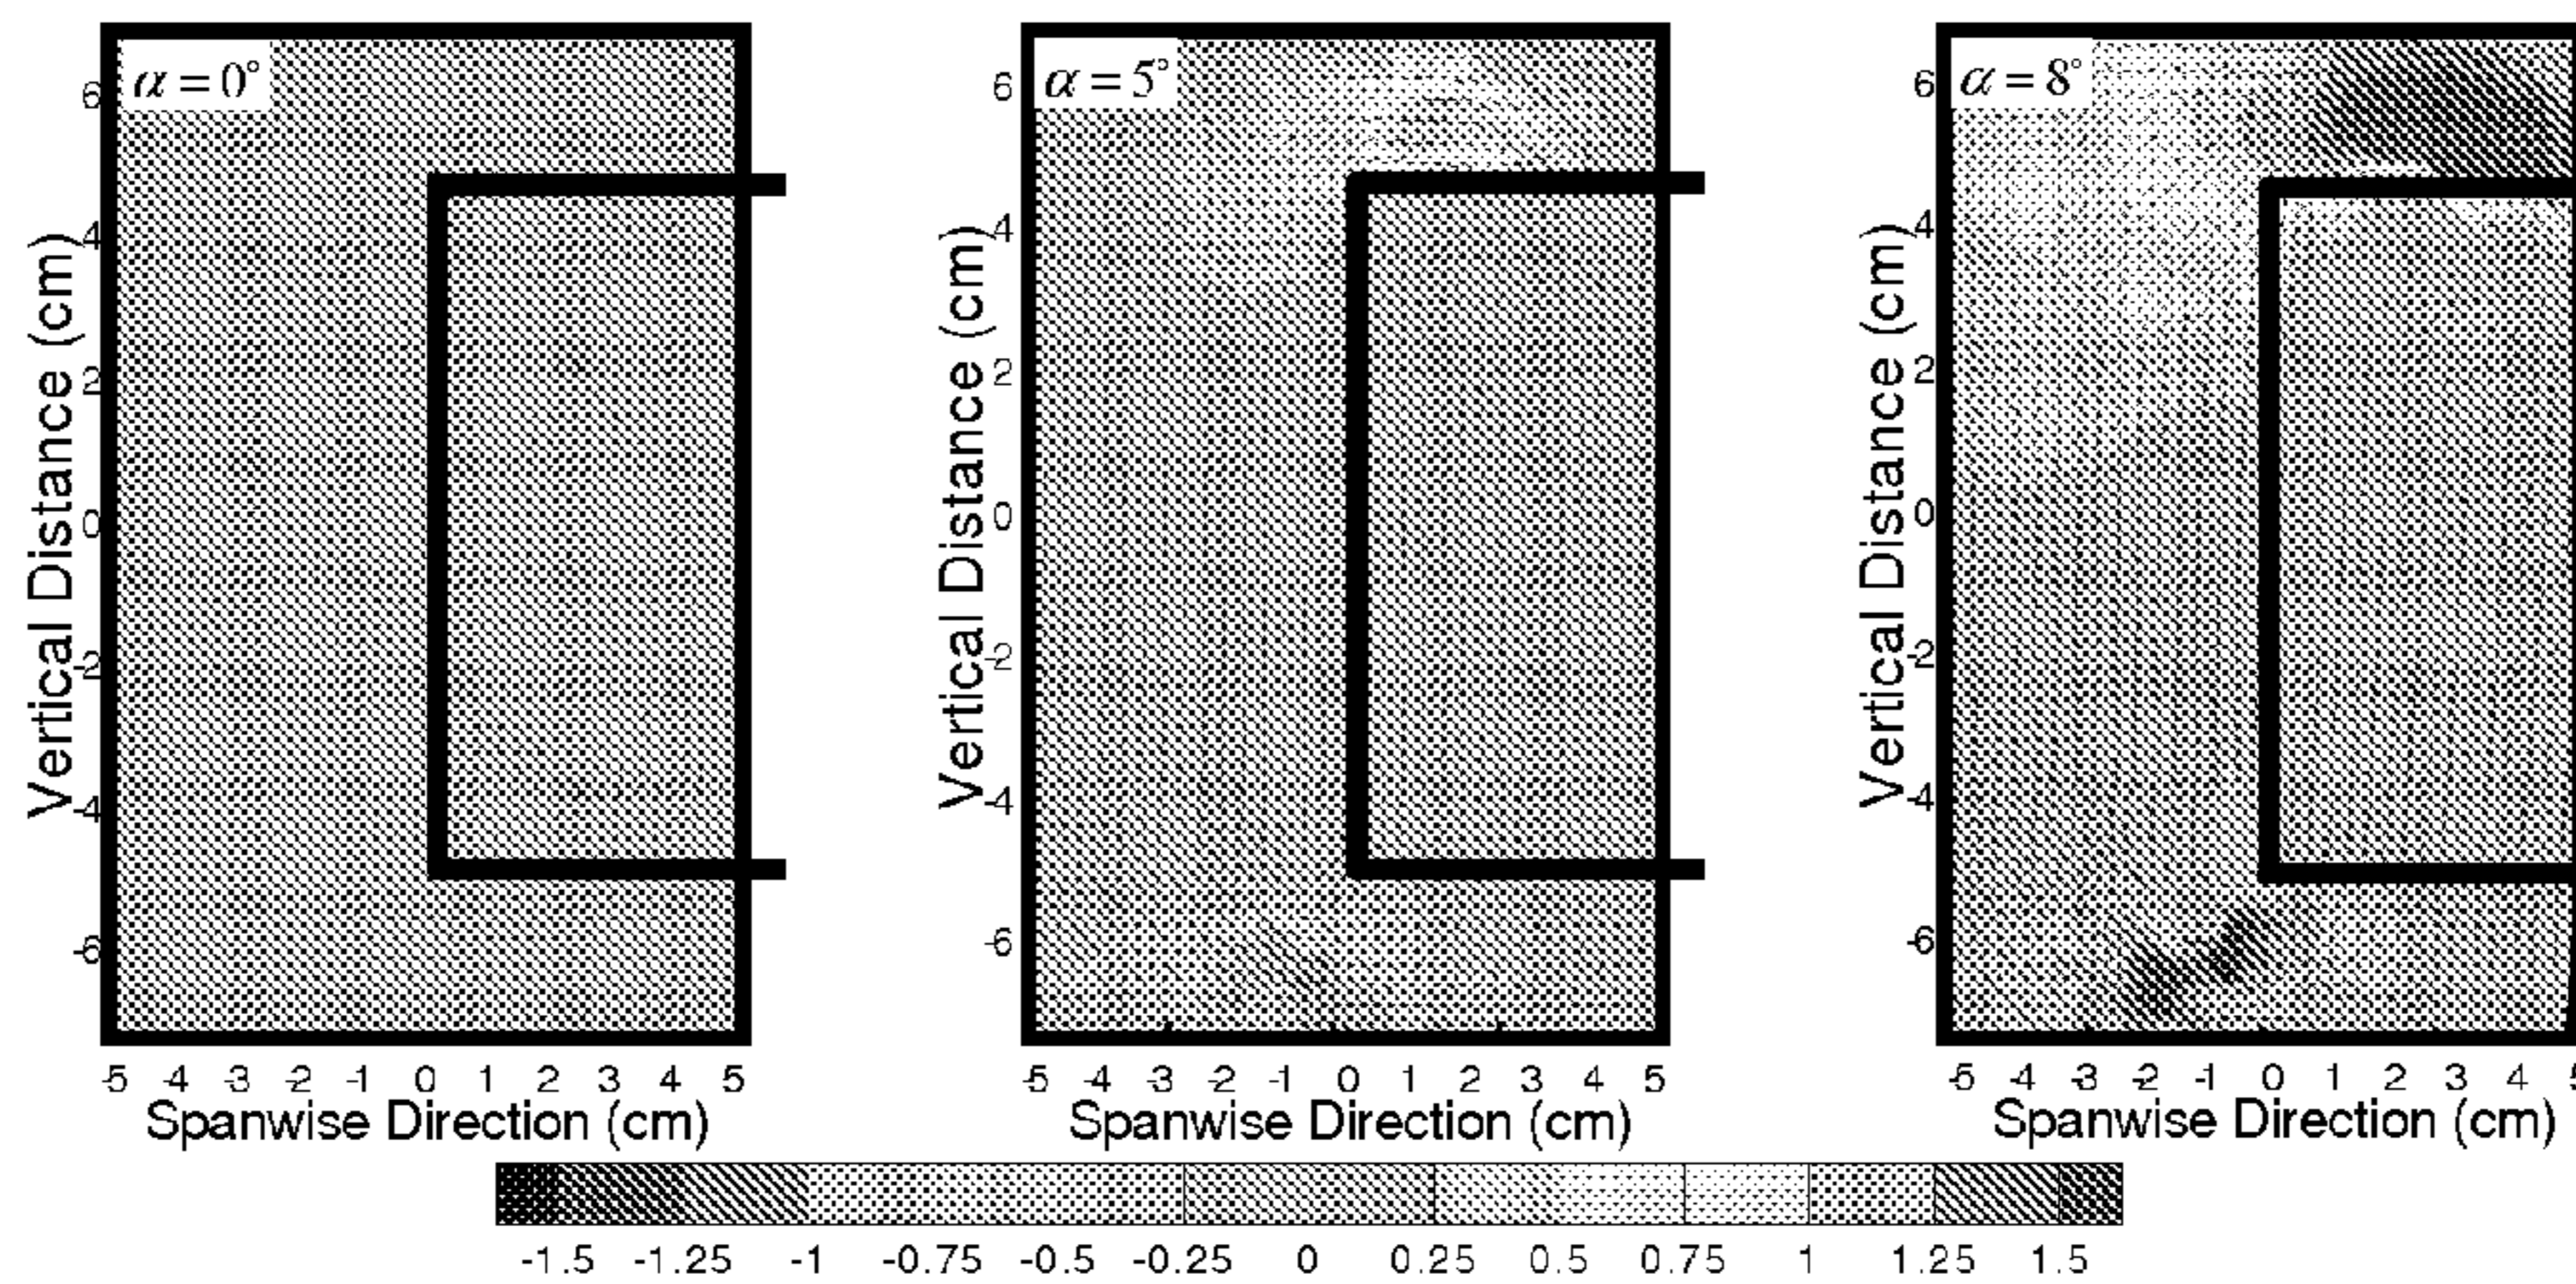 α = 0°
6
4
2
0
-2
-4
-6
Vertical Distance (cm)
-5 -4 -3 -2 -1 0 1 2 3 4 5
Spanwise Direction (cm)
α = 5°
6
4
2
0
-2
-4
-6
Vertical Distance (cm)
-5 -4 -3 -2 -1 0 1 2 3 4 5
Spanwise Direction (cm)
α = 8°
6
4
2
0
-2
-4
-6
Vertical Distance (cm)
-5 -4 -3 -2 -1 0 1 2 3 4 5
Spanwise Direction (cm)
-1.5 -1.25 -1 -0.75 -0.5 -0.25 0 0.25 0.5 0.75 1 1.25 1.5